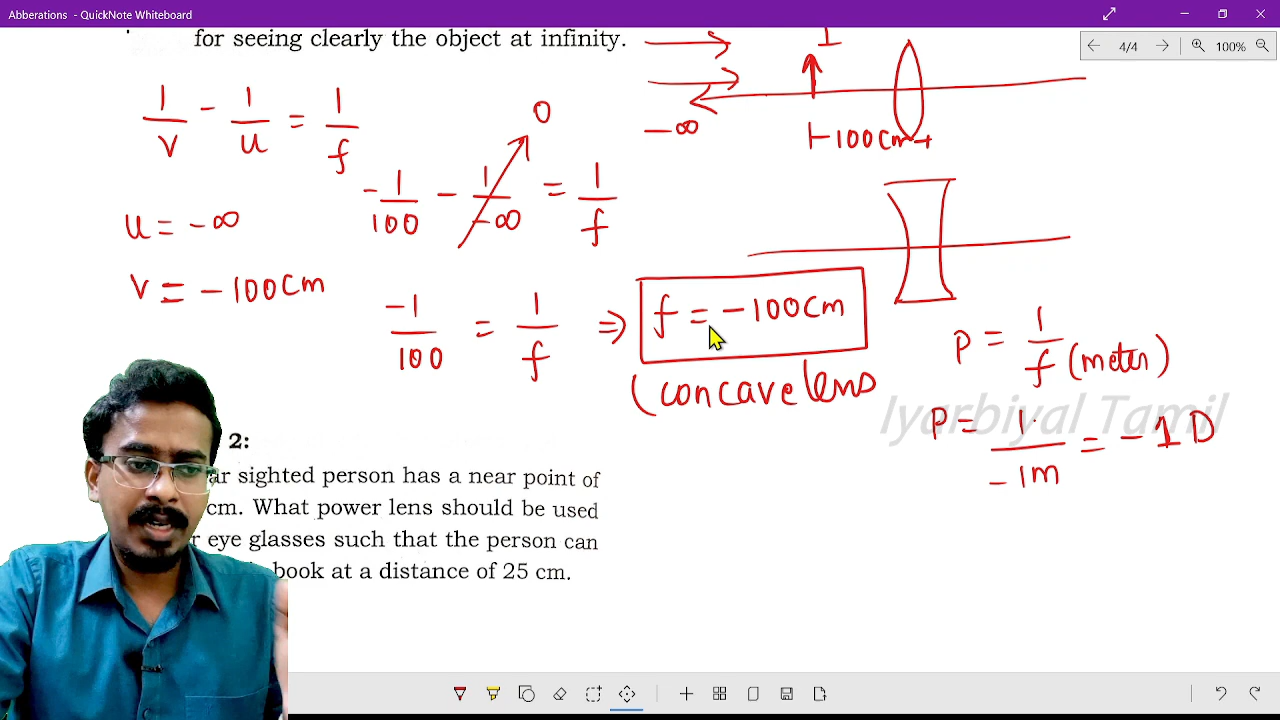 Abberations - QuickNote Whiteboard
4/4
100%
for seeing clearly the object at infinity.
I
-∞
⊢100cm+
1/v - 1/u = 1/f
u = -∞
v = -100cm
-1/100 - 1/-∞ = 1/f
0
-1/100 = 1/f ⇒ f = -100cm
(concave lens
P = 1/f (meter)
P = 1/-1m = -1D
Iyarbiyal Tamil
2:
sighted person has a near point of
cm. What power lens should be used
eye glasses such that the person can
book at a distance of 25 cm.